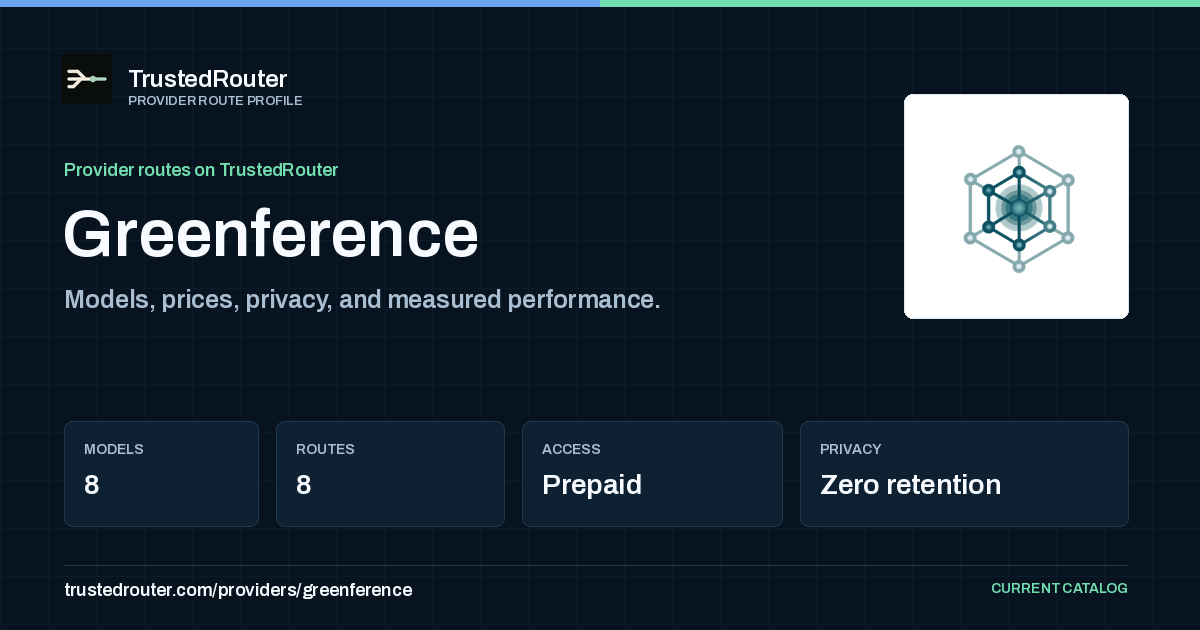 TrustedRouter
PROVIDER ROUTE PROFILE
Provider routes on TrustedRouter
Greenference
Models, prices, privacy, and measured performance.
MODELS
8
ROUTES
8
ACCESS
Prepaid
PRIVACY
Zero retention
trustedrouter.com/providers/greenference
CURRENT CATALOG